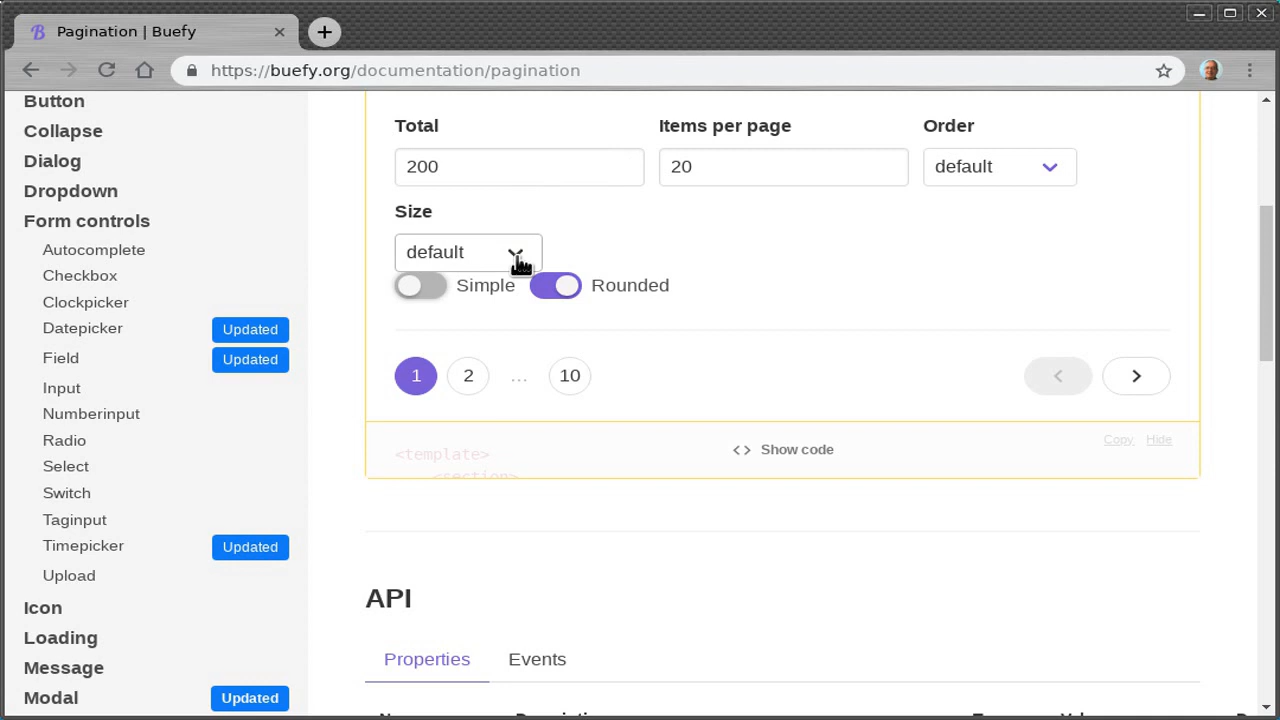 Pagination | Buefy
https://buefy.org/documentation/pagination
Button
Collapse
Dialog
Dropdown
Form controls
Autocomplete
Checkbox
Clockpicker
Datepicker Updated
Field Updated
Input
Numberinput
Radio
Select
Switch
Taginput
Timepicker Updated
Upload
Icon
Loading
Message
Modal Updated
Total Items per page Order
200 20 default
Size
default
Simple Rounded
1 2 … 10
Copy Hide
<template>
<> Show code
<section>
API
Properties Events